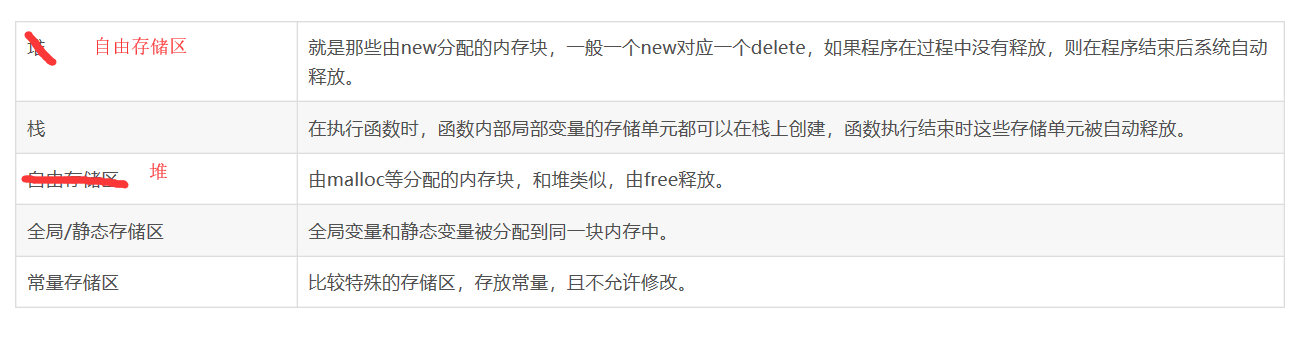 堆 自由存储区
就是那些由new分配的内存块，一般一个new对应一个delete，如果程序在过程中没有释放，则在程序结束后系统自动
释放。
栈
在执行函数时，函数内部局部变量的存储单元都可以在栈上创建，函数执行结束时这些存储单元被自动释放。
自由存储区 堆
由malloc等分配的内存块，和堆类似，由free释放。
全局/静态存储区
全局变量和静态变量被分配到同一块内存中。
常量存储区
比较特殊的存储区，存放常量，且不允许修改。